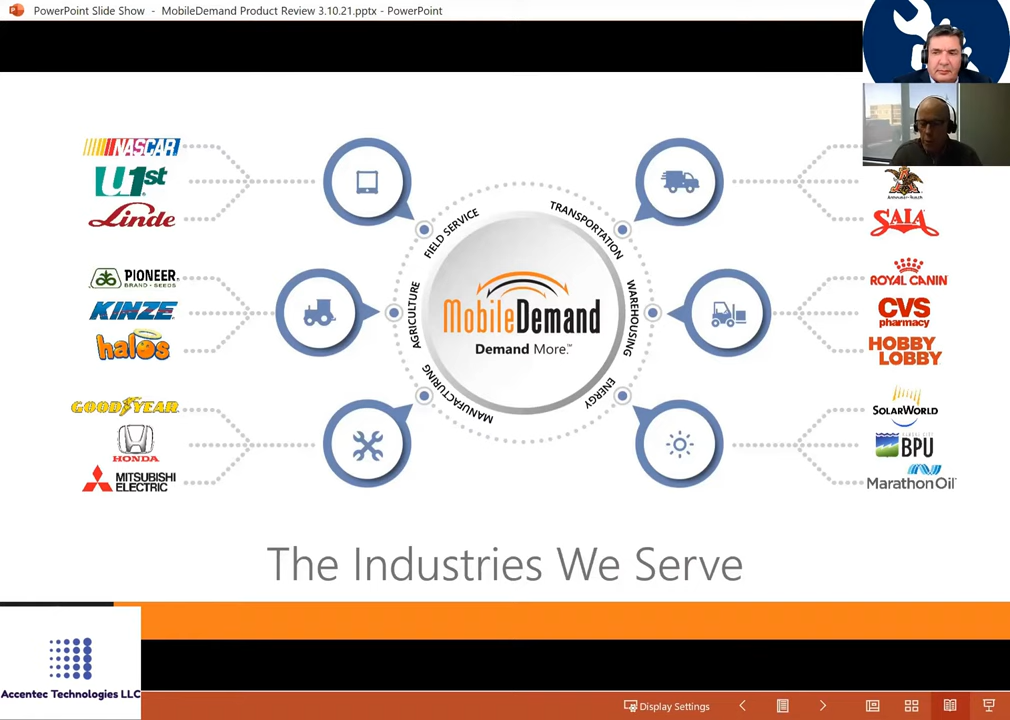 PowerPoint Slide Show - MobileDemand Product Review 3.10.21.pptx - PowerPoint
NASCAR
U1st
Linde
PIONEER
BRAND · SEEDS
KINZE
halos
GOODYEAR
HONDA
MITSUBISHI
ELECTRIC
FIELD SERVICE
TRANSPORTATION
AGRICULTURE
WAREHOUSING
MANUFACTURING
ENERGY
MobileDemand
Demand More.™
SAIA
ROYAL CANIN
CVS
pharmacy
HOBBY
LOBBY
SOLARWORLD
BPU
MarathonOil
The Industries We Serve
Accentec Technologies LLC
Display Settings